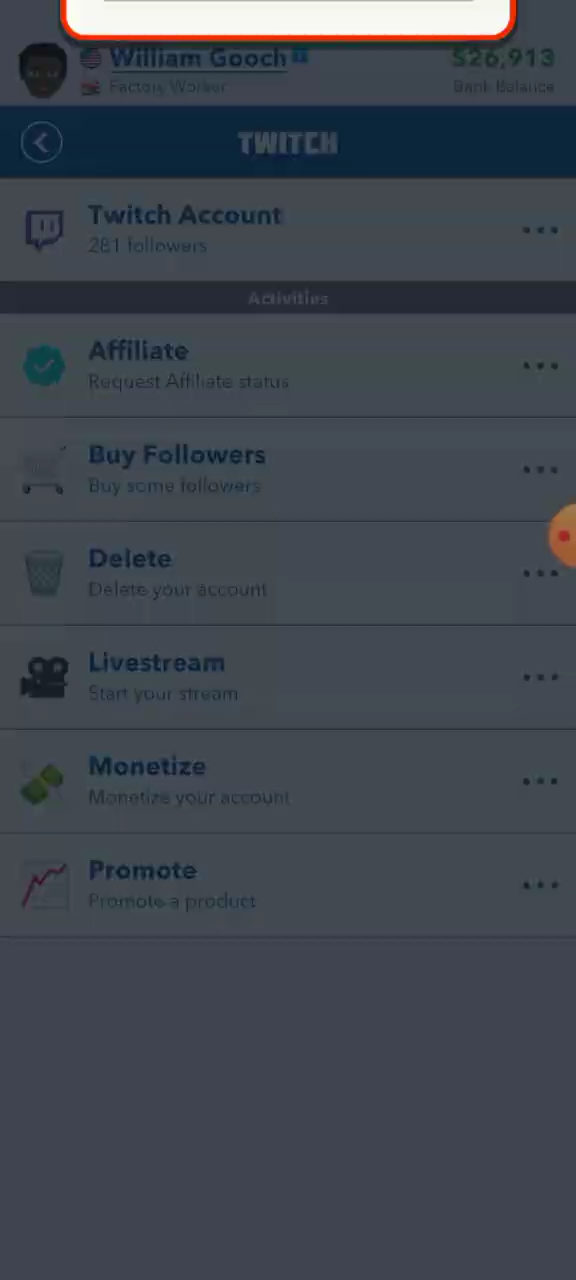 William Gooch
$26,913
Factory Worker
Bank Balance
TWITCH
Twitch Account
281 followers
Activities
Affiliate
Request Affiliate status
Buy Followers
Buy some followers
Delete
Delete your account
Livestream
Start your stream
Monetize
Monetize your account
Promote
Promote a product